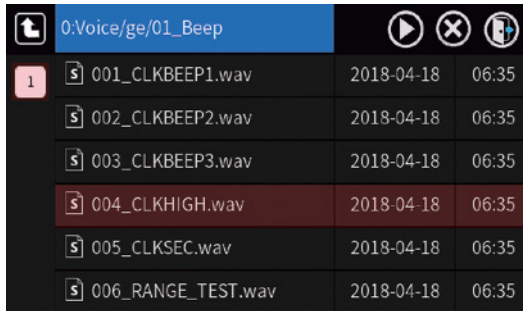 0:Voice/ge/01_Beep
1
S 001_CLKBEEP1.wav 2018-04-18 06:35
S 002_CLKBEEP2.wav 2018-04-18 06:35
S 003_CLKBEEP3.wav 2018-04-18 06:35
S 004_CLKHIGH.wav 2018-04-18 06:35
S 005_CLKSEC.wav 2018-04-18 06:35
S 006_RANGE_TEST.wav 2018-04-18 06:35